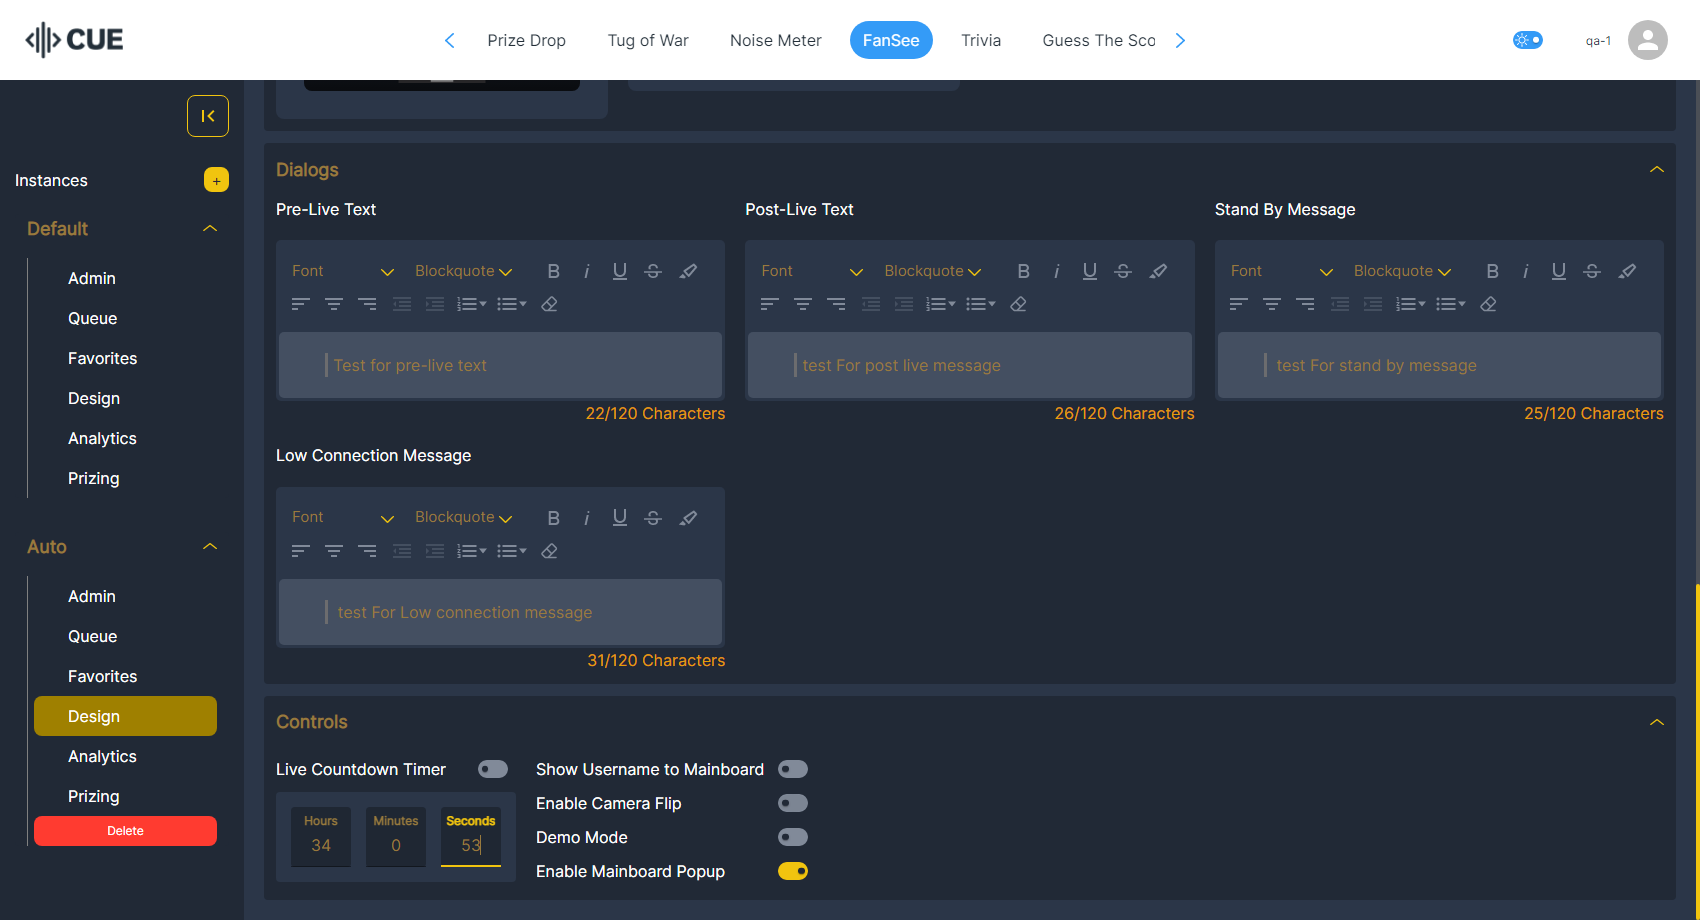 CUE
Prize Drop
Tug of War
Noise Meter
FanSee
Trivia
Guess The Sco
qa-1
Instances
+
Default
Admin
Queue
Favorites
Design
Analytics
Prizing
Auto
Admin
Queue
Favorites
Design
Analytics
Prizing
Delete
Dialogs
Pre-Live Text
Font
Blockquote
B i U S
Test for pre-live text
22/120 Characters
Post-Live Text
Font
Blockquote
B i U S
test For post live message
26/120 Characters
Stand By Message
Font
Blockquote
B i U S
test For stand by message
25/120 Characters
Low Connection Message
Font
Blockquote
B i U S
test For Low connection message
31/120 Characters
Controls
Live Countdown Timer
Hours
34
Minutes
0
Seconds
53
Show Username to Mainboard
Enable Camera Flip
Demo Mode
Enable Mainboard Popup